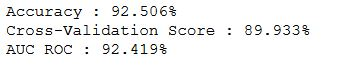 Accuracy : 92.506%
Cross-Validation Score : 89.933%
AUC ROC : 92.419%